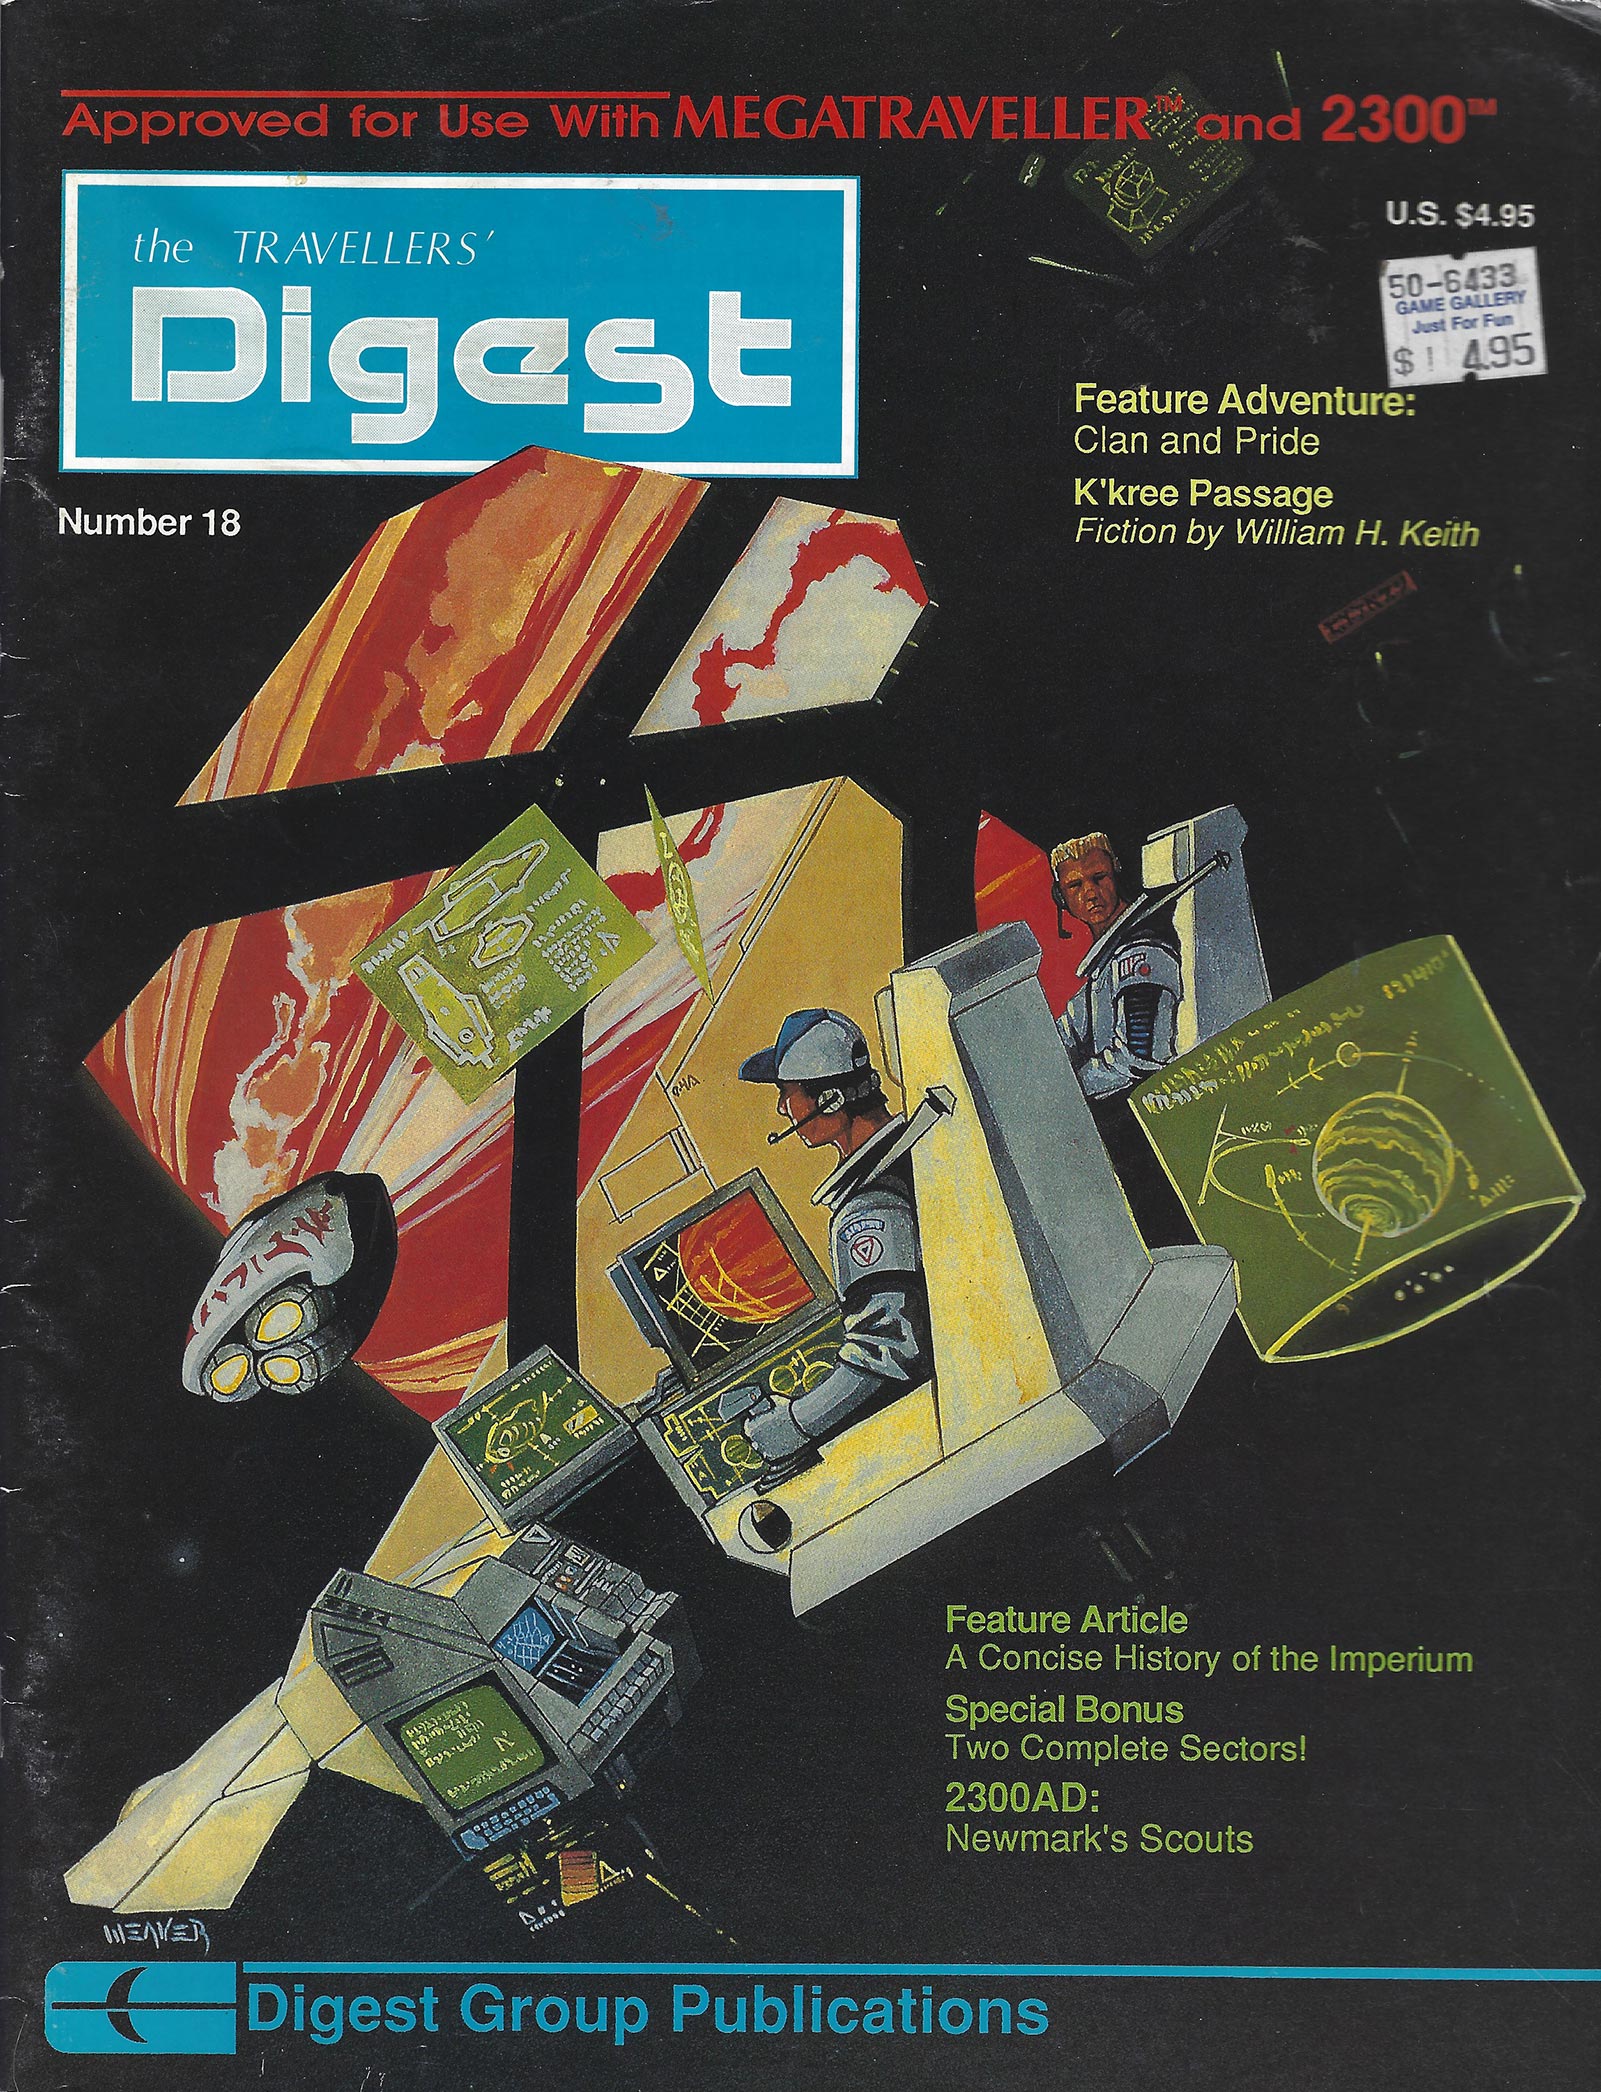 Approved for Use With MEGATRAVELLER™ and 2300™
the TRAVELLERS'
Digest
U.S. $4.95
50-6433
GAME GALLERY
Just For Fun
$ 4.95
Number 18
Feature Adventure:
Clan and Pride
K'kree Passage
Fiction by William H. Keith
Feature Article
A Concise History of the Imperium
Special Bonus
Two Complete Sectors!
2300AD:
Newmark's Scouts
WEAVER
Digest Group Publications